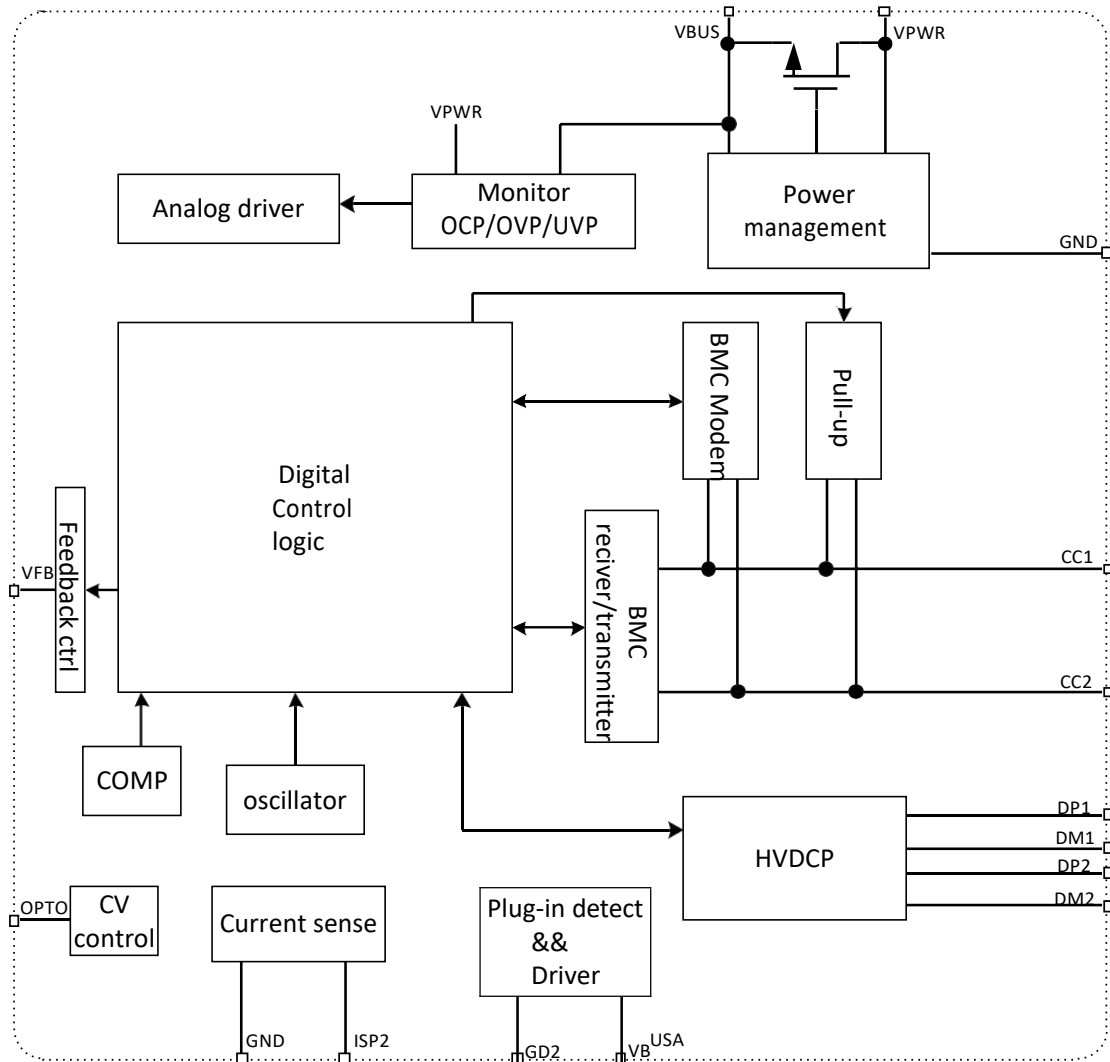 VBUS
VPWR
VPWR
Analog driver
Monitor
OCP/OVP/UVP
Power
management
GND
BMC Modem
Pull-up
Digital
Control
logic
Feedback ctrl
VFB
BMC
reciver/transmitter
CC1
CC2
COMP
oscillator
HVDCP
DP1
DM1
DP2
DM2
OPTO
CV
control
Current sense
Plug-in detect
&&
Driver
GND
ISP2
GD2
VB
USA